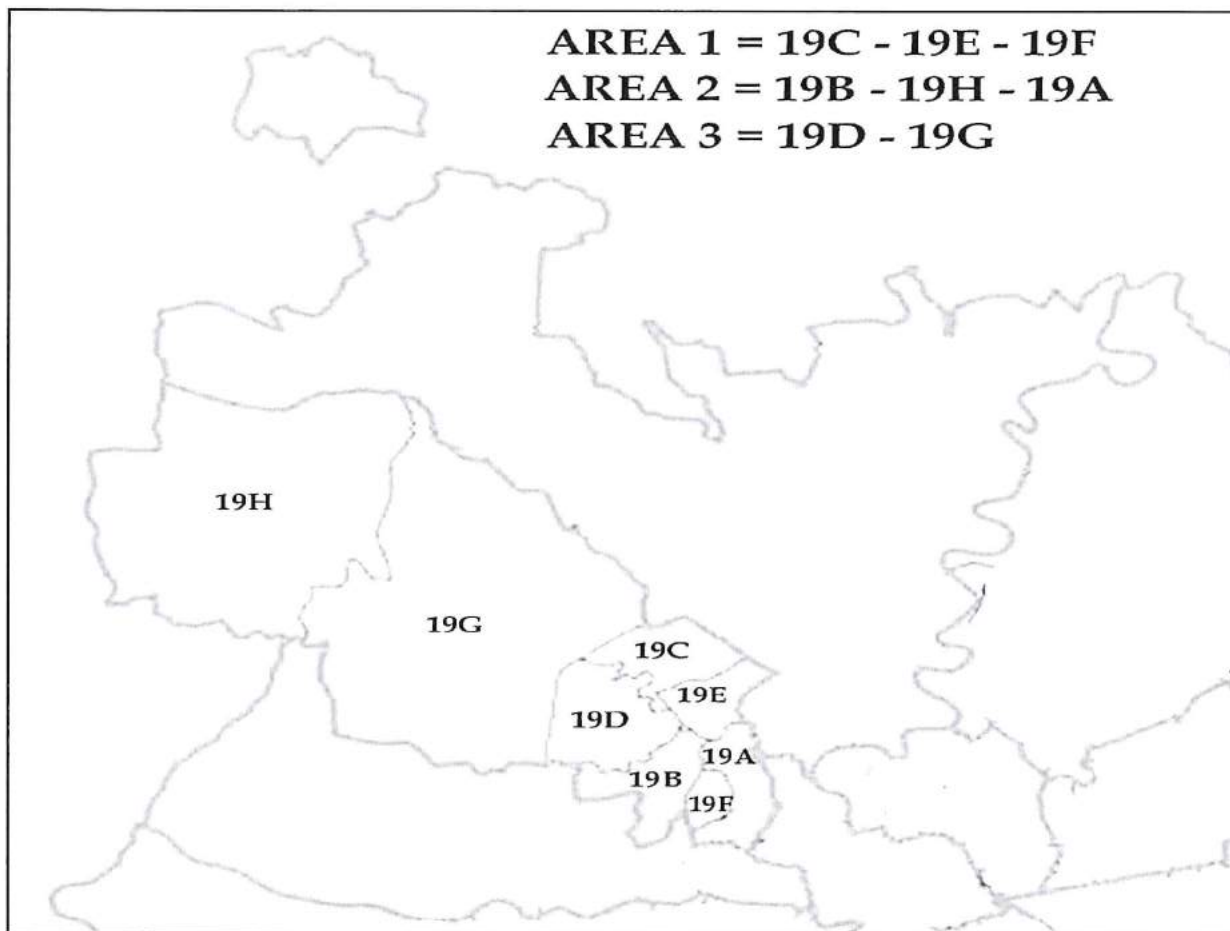 AREA 1 = 19C - 19E - 19F
AREA 2 = 19B - 19H - 19A
AREA 3 = 19D - 19G
19H
19G
19C
19E
19D
19A
19B
19F